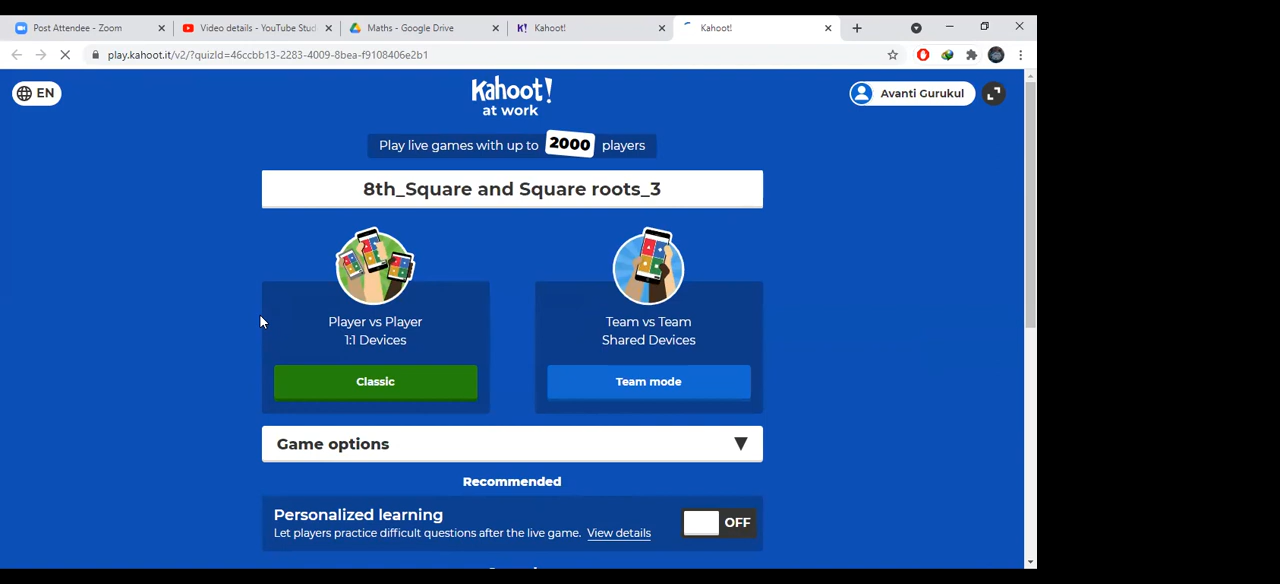 Post Attendee - Zoom
Video details - YouTube Stud
Maths - Google Drive
K! Kahoot!
Kahoot!
play.kahoot.it/v2/?quizId=46ccbb13-2283-4009-8bea-f9108406e2b1
EN
Kahoot!
at work
Avanti Gurukul
Play live games with up to 2000 players
8th_Square and Square roots_3
Player vs Player
1:1 Devices
Classic
Team vs Team
Shared Devices
Team mode
Game options
Recommended
Personalized learning
Let players practice difficult questions after the live game. View details
OFF